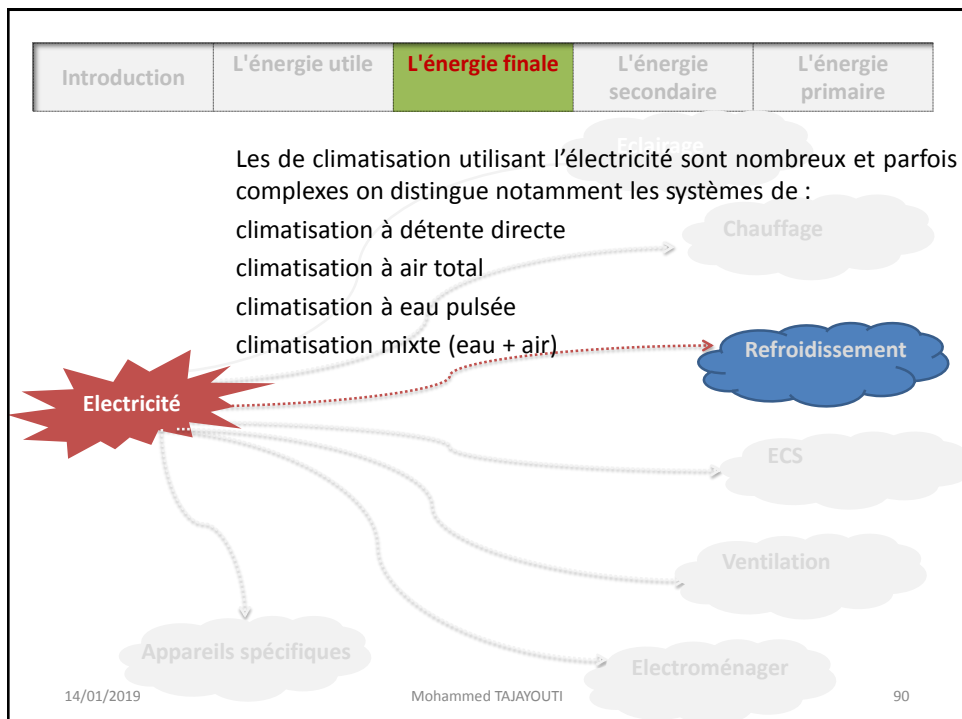 Introduction
L'énergie utile
L'énergie finale
L'énergie
secondaire
L'énergie
primaire
Eclairage
Les de climatisation utilisant l’électricité sont nombreux et parfois
complexes on distingue notamment les systèmes de :
climatisation à détente directe
climatisation à air total
climatisation à eau pulsée
climatisation mixte (eau + air)
Chauffage
Refroidissement
Electricité
ECS
Ventilation
Appareils spécifiques
Electroménager
14/01/2019
Mohammed TAJAYOUTI
90